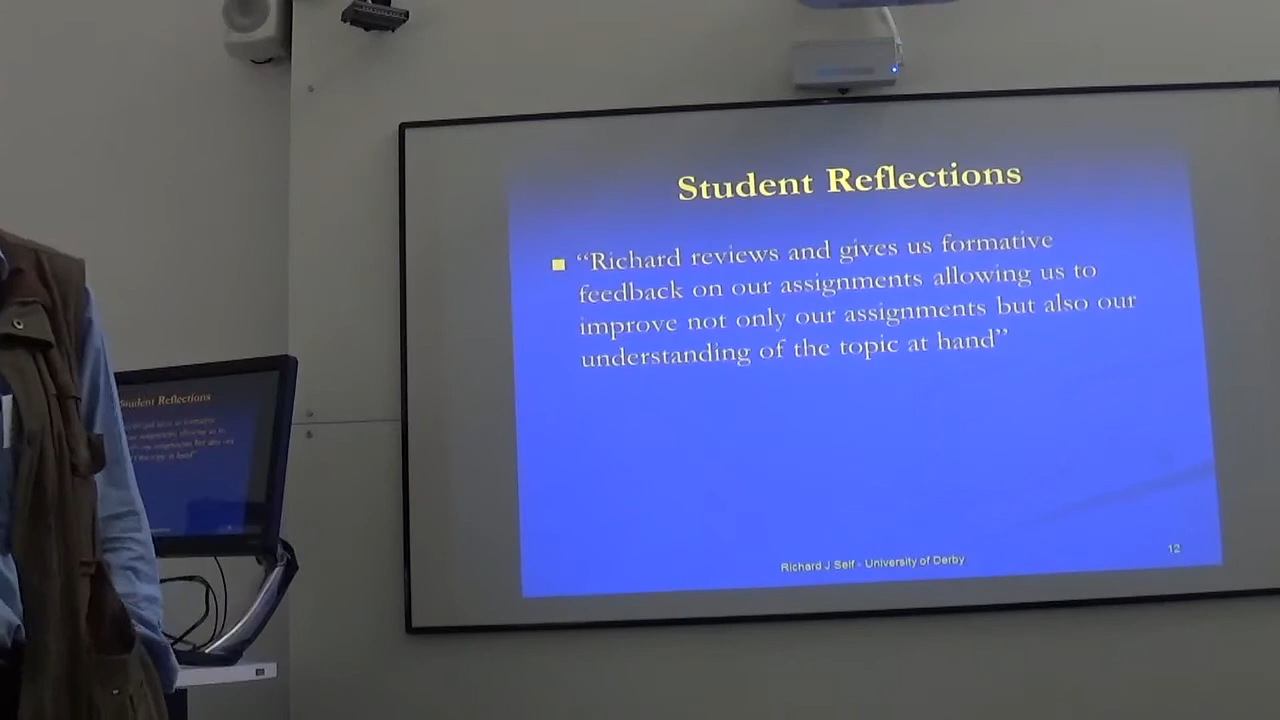 Student Reflections
“Richard reviews and gives us formative
feedback on our assignments allowing us to
improve not only our assignments but also our
understanding of the topic at hand”
Richard J Self - University of Derby
12
Student Reflections